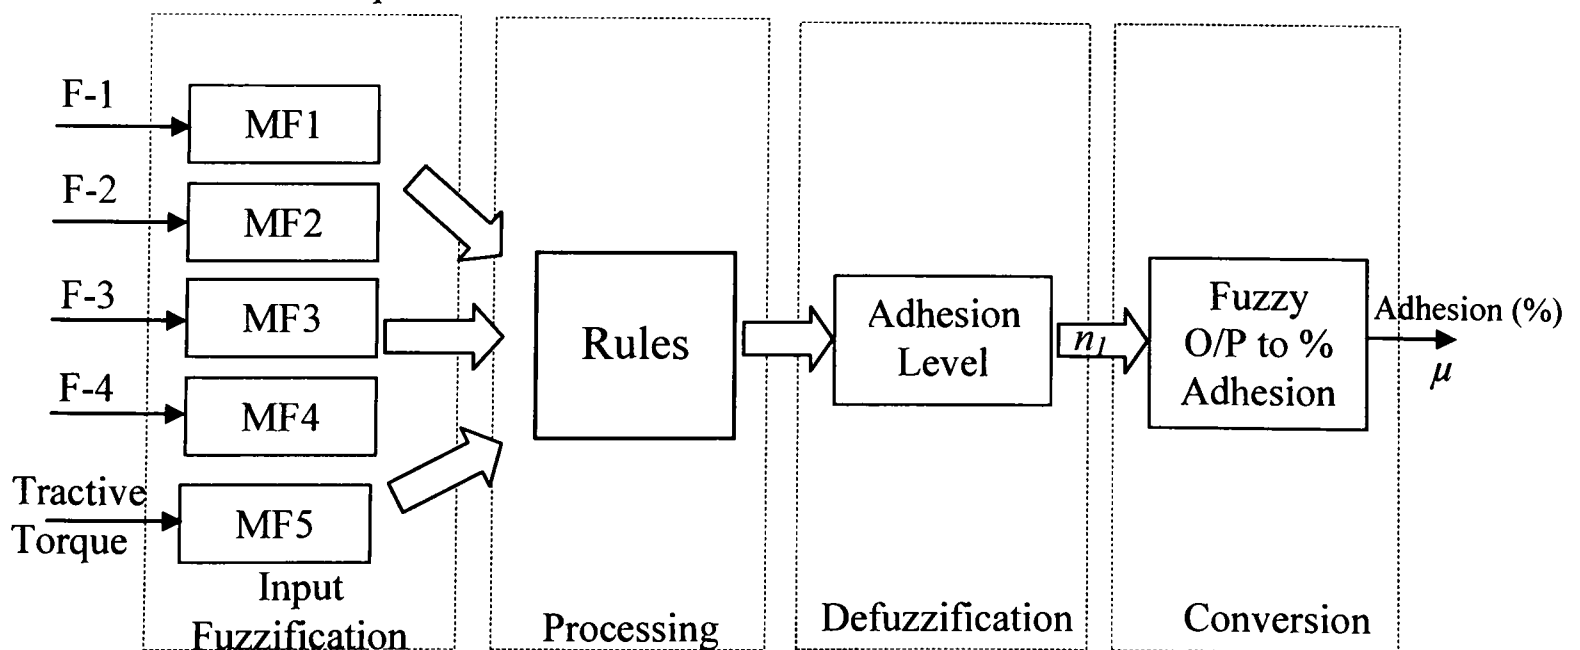 F-1
MF1
F-2
MF2
F-3
MF3
F-4
MF4
Tractive
Torque
MF5
Input
Fuzzification
Rules
Processing
Adhesion
Level
Defuzzification
n1
Fuzzy
O/P to %
Adhesion
Conversion
Adhesion (%)
μ